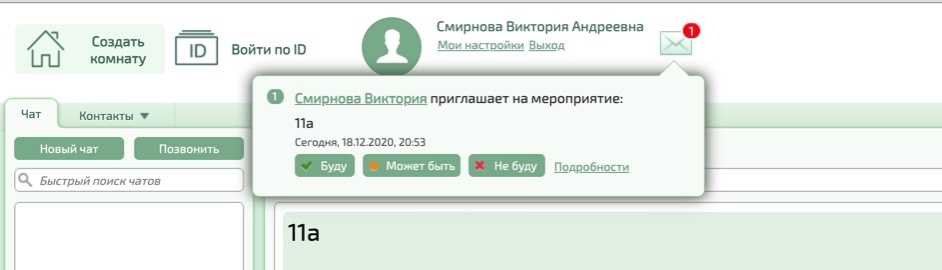 Создать
комнату
ID
Войти по ID
Смирнова Виктория Андреевна
Мои настройки Выход
1
1 Смирнова Виктория приглашает на мероприятие:
11а
Сегодня, 18.12.2020, 20:53
Буду Может быть Не буду Подробности
Чат Контакты
Новый чат Позвонить
Быстрый поиск чатов
11а